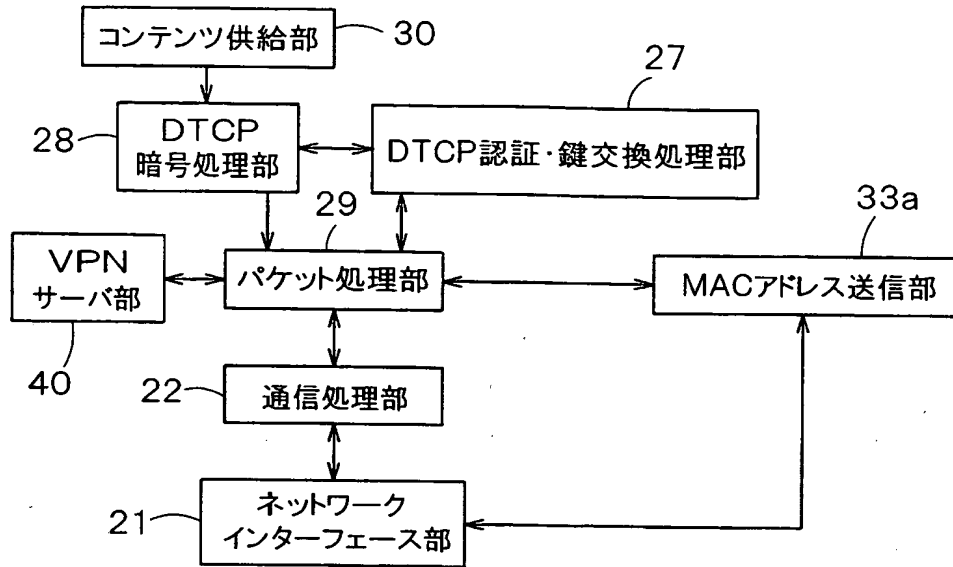 コンテンツ供給部
30
27
28
DTCP
暗号処理部
DTCP認証・鍵交換処理部
29
33a
VPN
サーバ部
パケット処理部
MACアドレス送信部
40
22
通信処理部
21
ネットワーク
インターフェース部